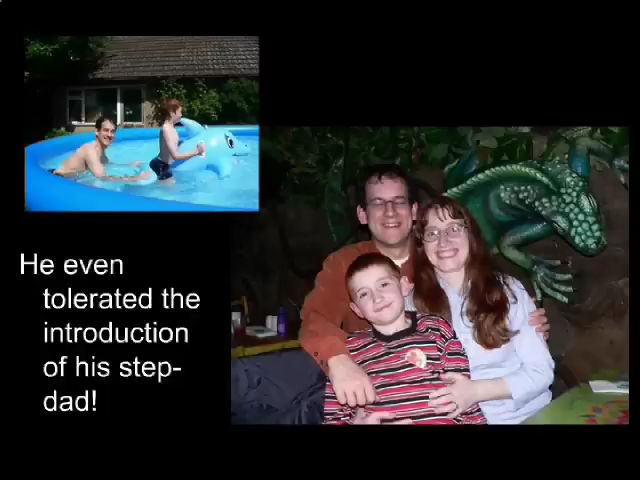 He even
tolerated the
introduction
of his step-
dad!